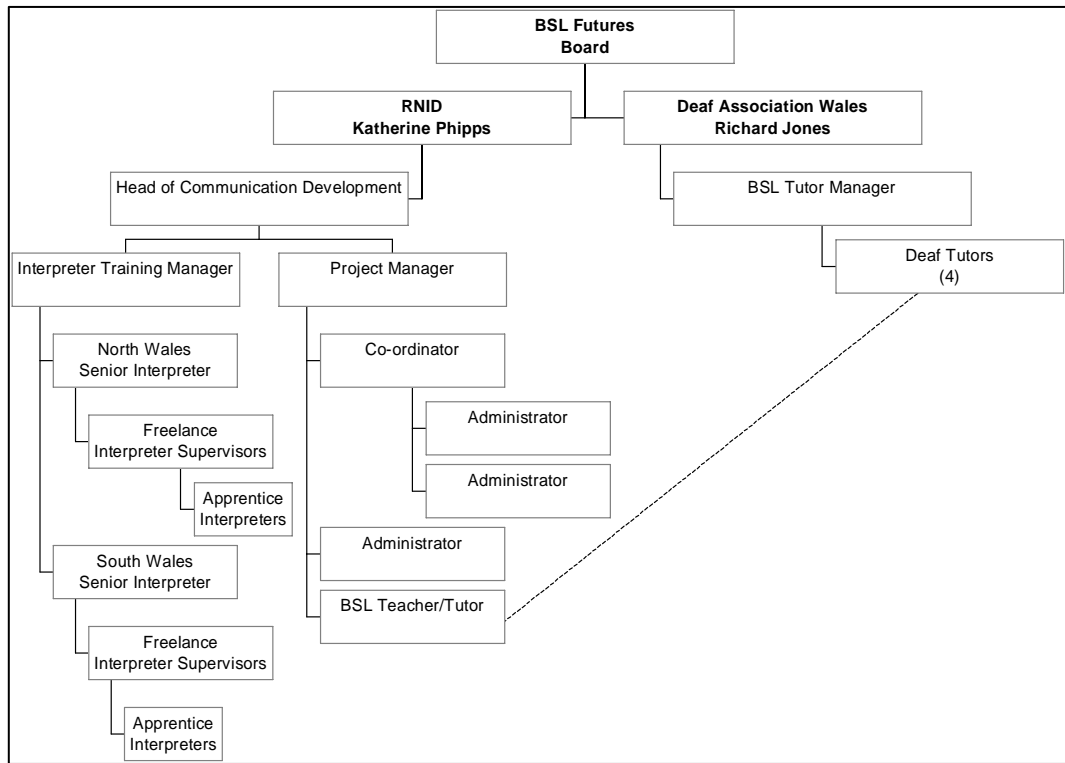 BSL Futures
Board
RNID
Katherine Phipps
Deaf Association Wales
Richard Jones
Head of Communication Development
BSL Tutor Manager
Interpreter Training Manager
Project Manager
Deaf Tutors
(4)
North Wales
Senior Interpreter
Co-ordinator
Freelance
Interpreter Supervisors
Administrator
Administrator
Apprentice
Interpreters
Administrator
South Wales
Senior Interpreter
BSL Teacher/Tutor
Freelance
Interpreter Supervisors
Apprentice
Interpreters